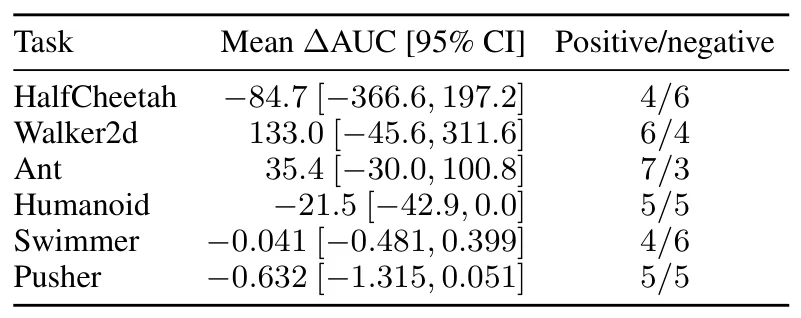 Task Mean ΔAUC [95% CI] Positive/negative
HalfCheetah −84.7 [−366.6, 197.2] 4/6
Walker2d 133.0 [−45.6, 311.6] 6/4
Ant 35.4 [−30.0, 100.8] 7/3
Humanoid −21.5 [−42.9, 0.0] 5/5
Swimmer −0.041 [−0.481, 0.399] 4/6
Pusher −0.632 [−1.315, 0.051] 5/5